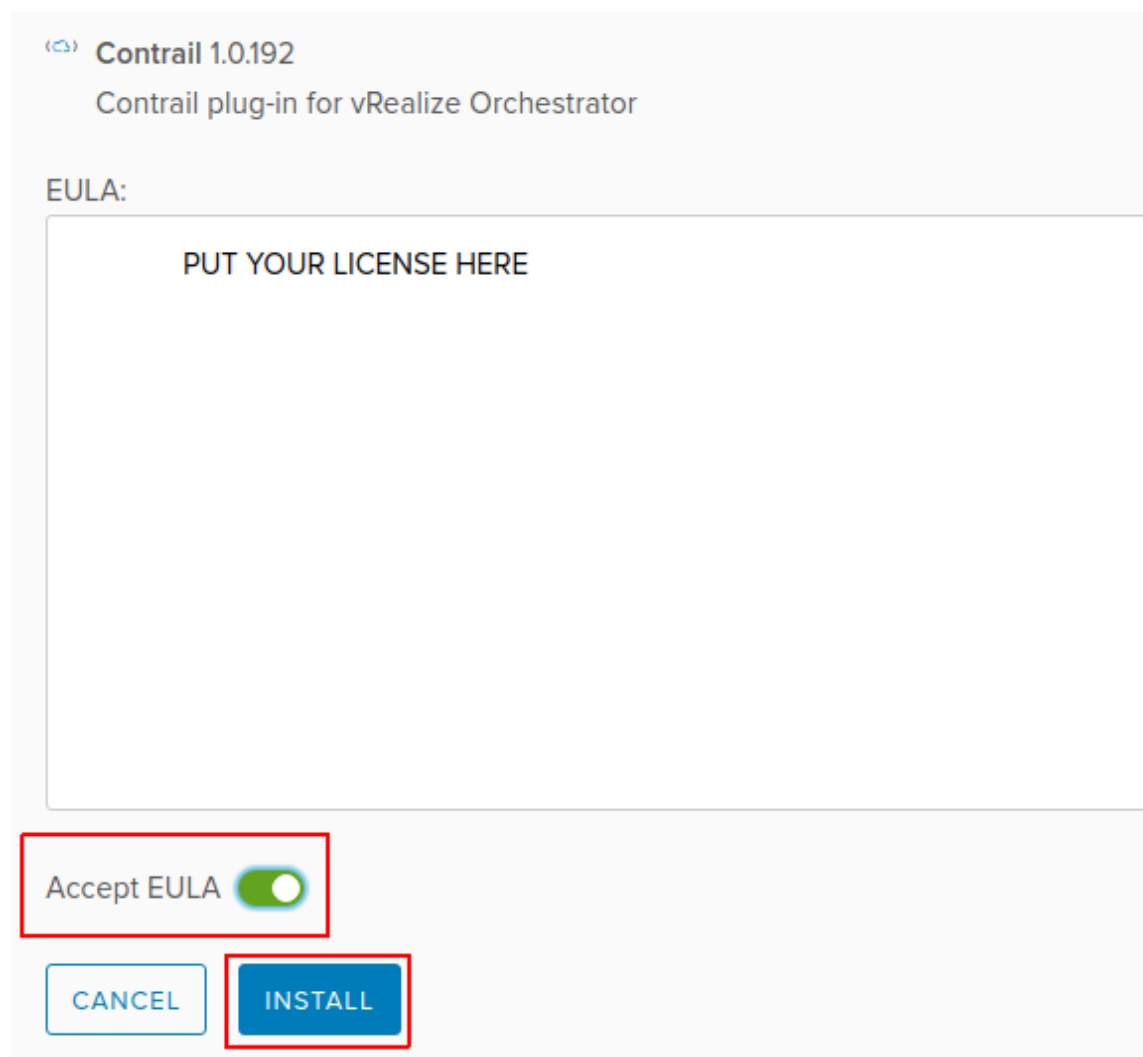 Contrail 1.0.192
Contrail plug-in for vRealize Orchestrator
EULA:
PUT YOUR LICENSE HERE
Accept EULA
CANCEL INSTALL